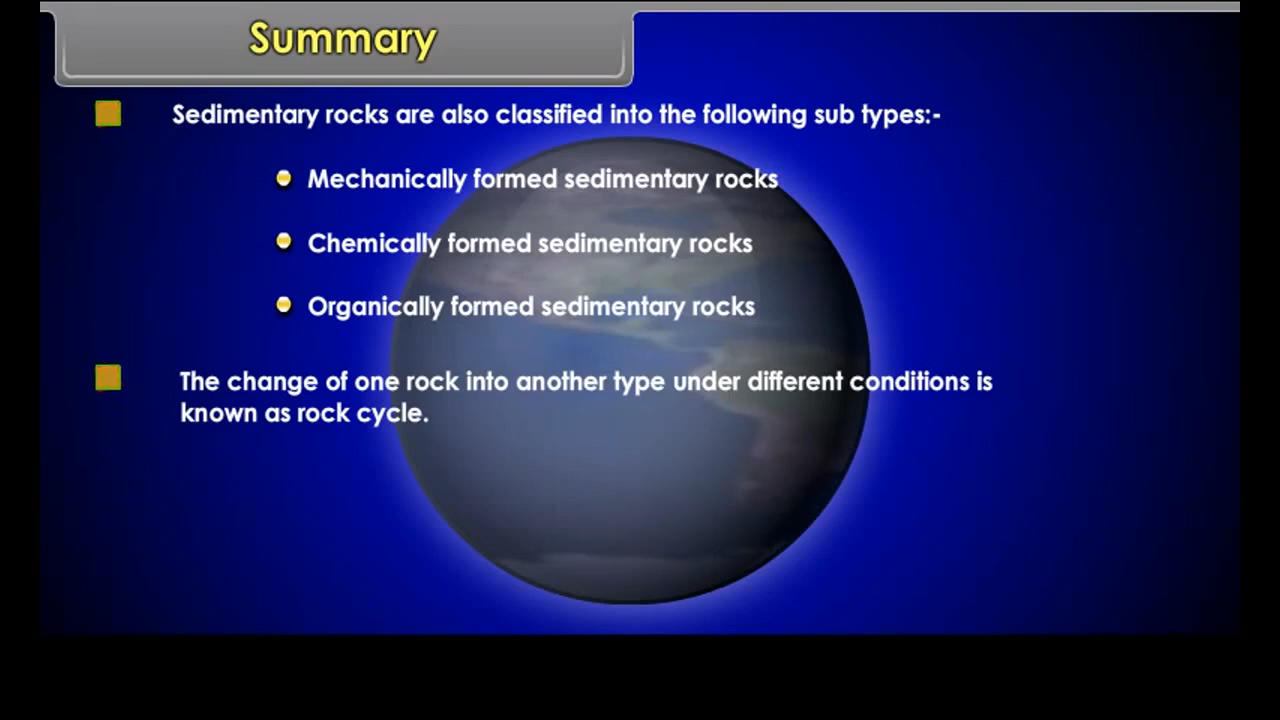 Summary
Sedimentary rocks are also classified into the following sub types:-
Mechanically formed sedimentary rocks
Chemically formed sedimentary rocks
Organically formed sedimentary rocks
The change of one rock into another type under different conditions is
known as rock cycle.